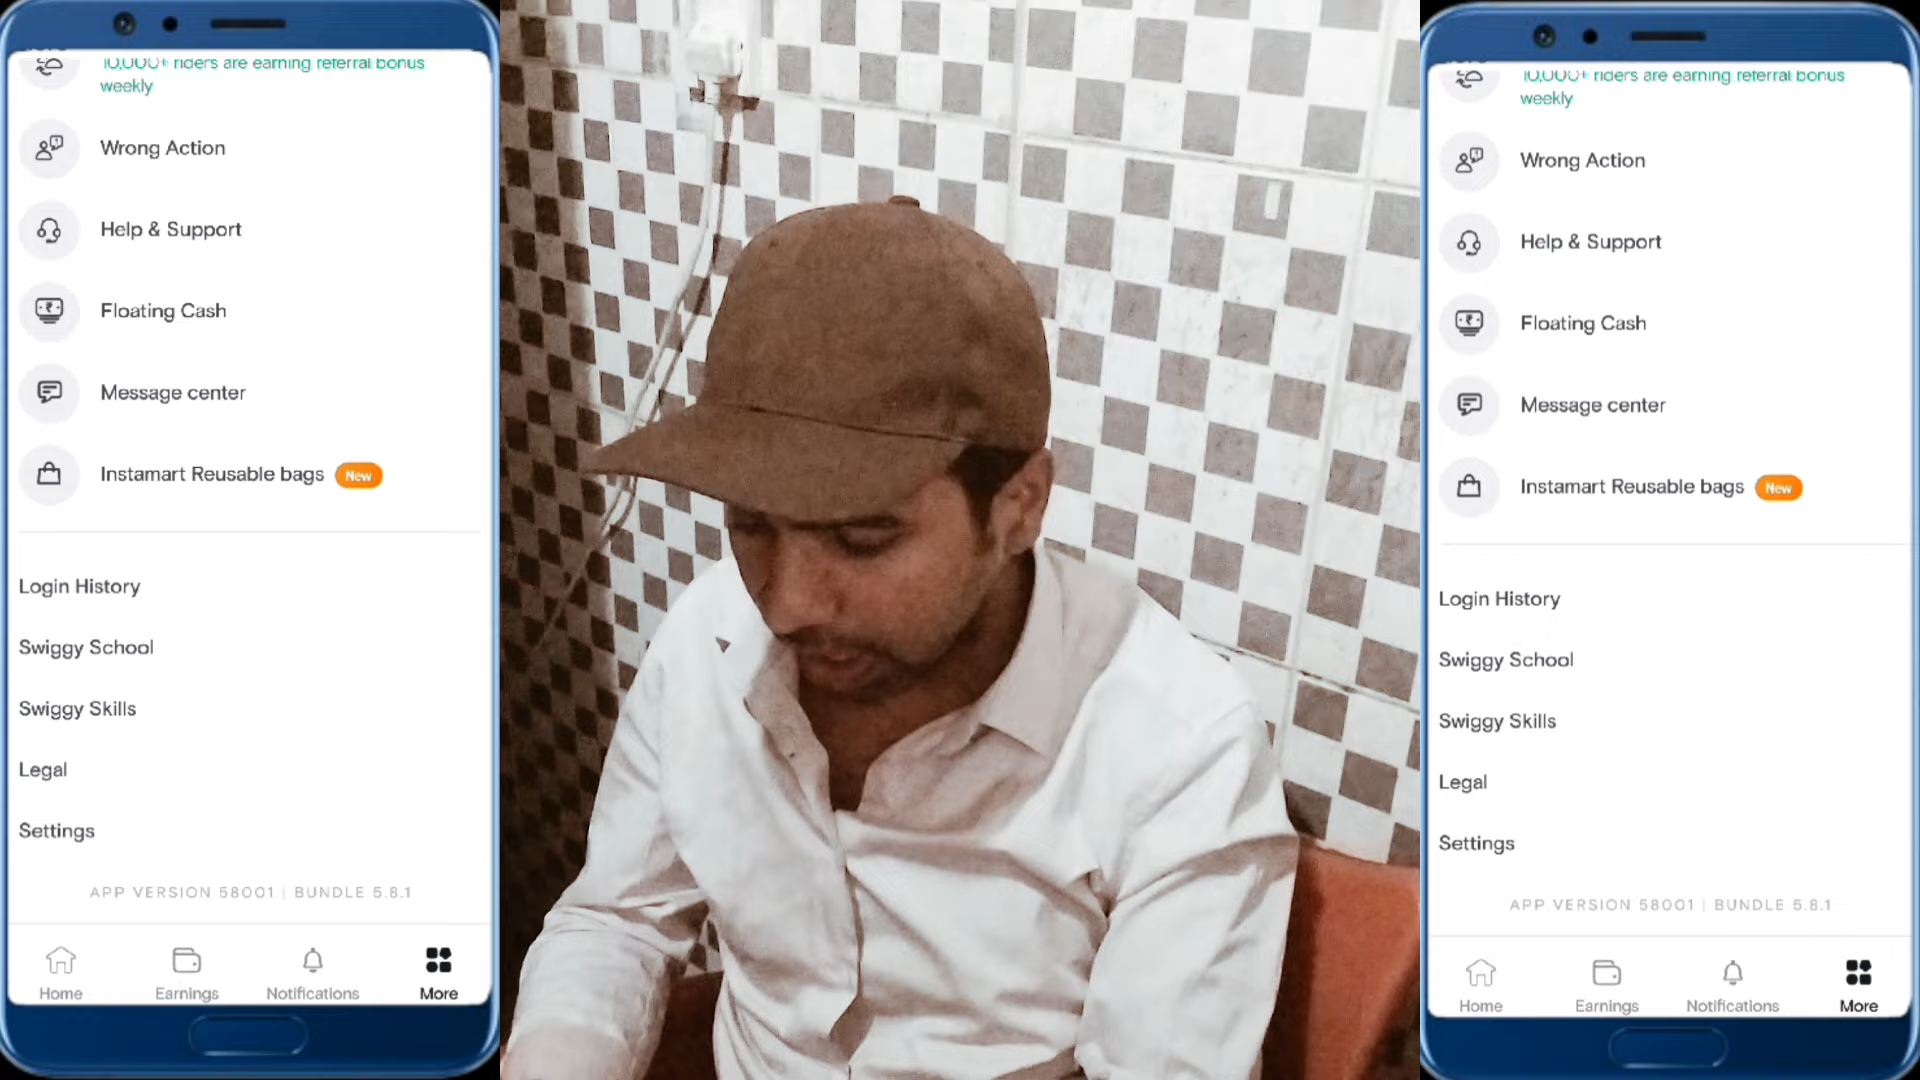 10,000+ riders are earning referral bonus
weekly
Wrong Action
Help & Support
Floating Cash
Message center
Instamart Reusable bags New
Login History
Swiggy School
Swiggy Skills
Legal
Settings
APP VERSION 58001 | BUNDLE 5.8.1
Home Earnings Notifications More
10,000+ riders are earning referral bonus
weekly
Wrong Action
Help & Support
Floating Cash
Message center
Instamart Reusable bags New
Login History
Swiggy School
Swiggy Skills
Legal
Settings
APP VERSION 58001 | BUNDLE 5.8.1
Home Earnings Notifications More